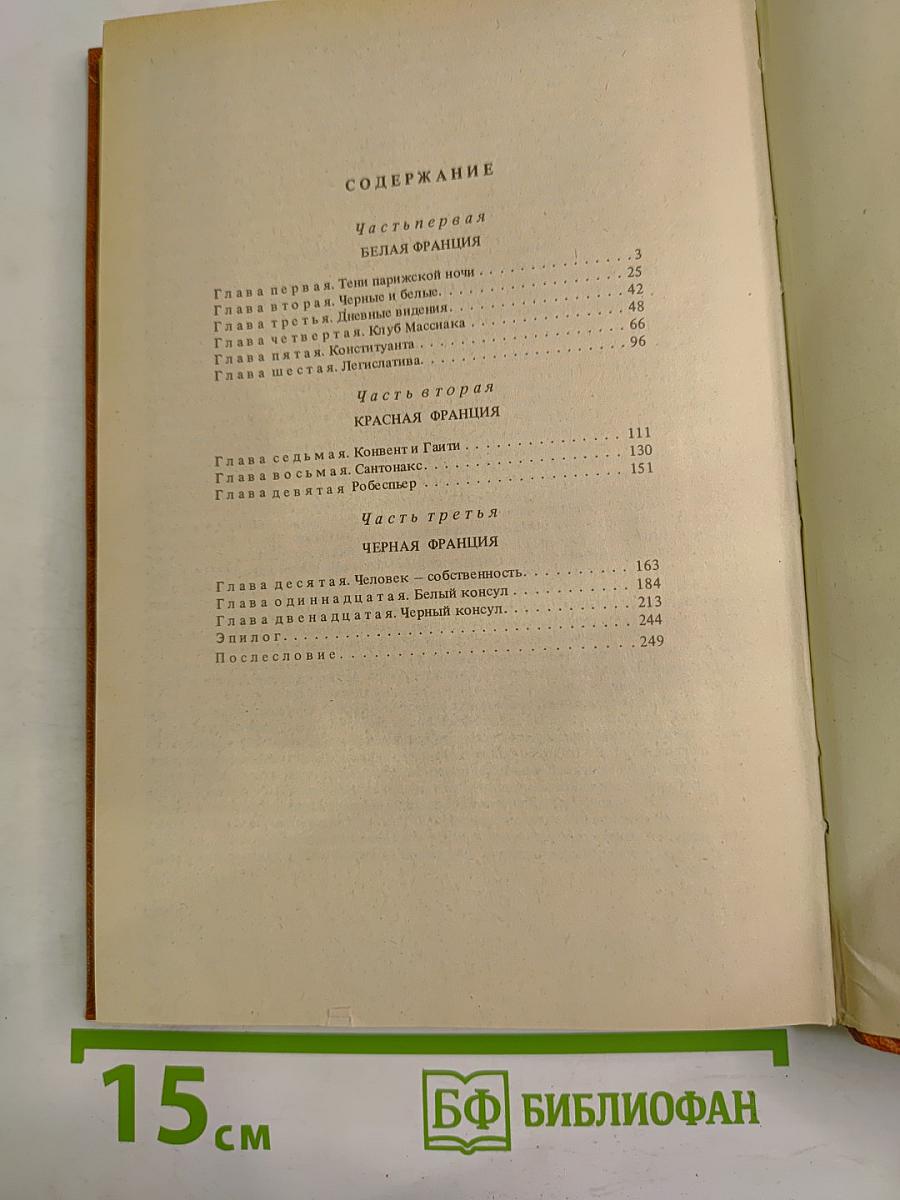 СОДЕРЖАНИЕ
Часть первая
БЕЛАЯ ФРАНЦИЯ
Глава первая. Тени парижской ночи . . . . . . . . . . . . 3
Глава вторая. Черные и белые. . . . . . . . . . . . . . 25
Глава третья. Дневные видения. . . . . . . . . . . . . 42
Глава четвертая. Клуб Массиака . . . . . . . . . . . . 48
Глава пятая. Конституанта . . . . . . . . . . . . . . . 66
Глава шестая. Легислатива. . . . . . . . . . . . . . . 96
Часть вторая
КРАСНАЯ ФРАНЦИЯ
Глава седьмая. Конвент и Гаити . . . . . . . . . . . . 111
Глава восьмая. Сантонакс. . . . . . . . . . . . . . . 130
Глава девятая Робеспьер . . . . . . . . . . . . . . . 151
Часть третья
ЧЕРНАЯ ФРАНЦИЯ
Глава десятая. Человек — собственность. . . . . . . . . 163
Глава одиннадцатая. Белый консул . . . . . . . . . . 184
Глава двенадцатая. Черный консул. . . . . . . . . . . 213
Эпилог. . . . . . . . . . . . . . . . . . . . . . . . . . 244
Послесловие. . . . . . . . . . . . . . . . . . . . . . . 249
15 см
БФ БИБЛИОФАН